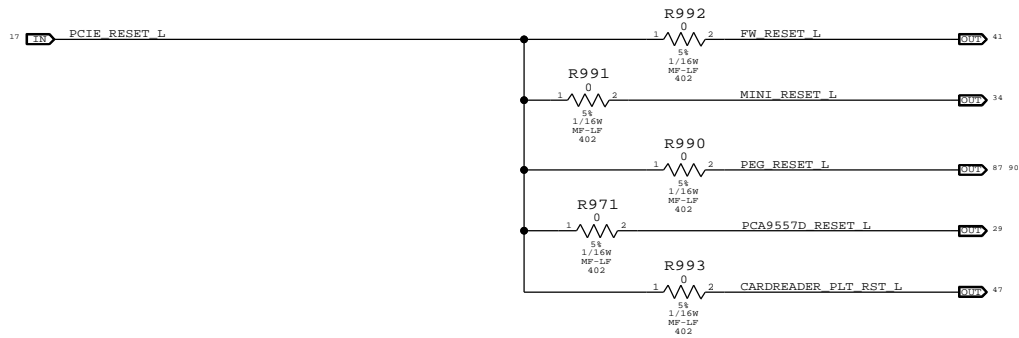 R992
17 IN PCIE_RESET_L 1 0 2 FW_RESET_L OUT 41
5%
1/16W
MF-LF
402
R991
1 0 2 MINI_RESET_L OUT 34
5%
1/16W
MF-LF
402
R990
1 0 2 PEG_RESET_L OUT 87 90
5%
1/16W
MF-LF
402
R971
1 0 2 PCA9557D_RESET_L OUT 29
5%
1/16W
MF-LF
402
R993
1 0 2 CARDREADER_PLT_RST_L OUT 47
5%
1/16W
MF-LF
402